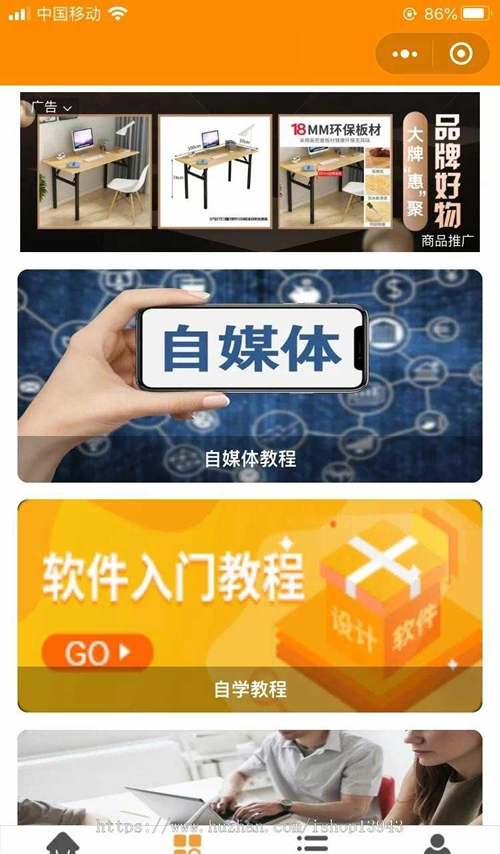 中国移动
86%
广告
18MM环保板材
大牌“惠”聚
品牌好物
商品推广
自媒体
自媒体教程
软件入门教程
GO
设计
软件
自学教程
https://www.huzhan.com/ishop13943